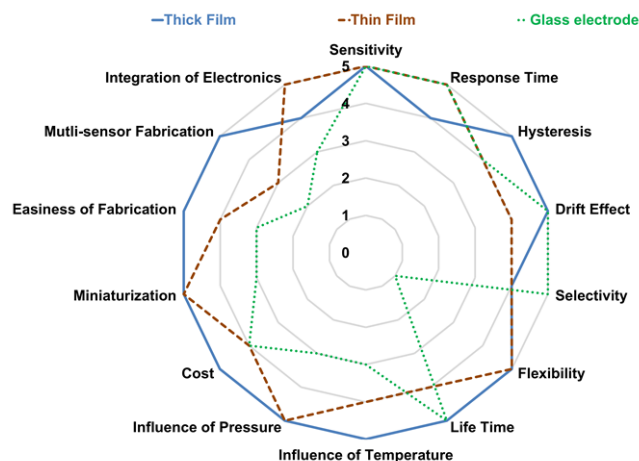 Thick Film Thin Film Glass electrode
Sensitivity
Integration of Electronics Response Time
Mutli-sensor Fabrication Hysteresis
Easiness of Fabrication Drift Effect
Miniaturization Selectivity
Cost Flexibility
Influence of Pressure Life Time
Influence of Temperature
5
4
3
2
1
0